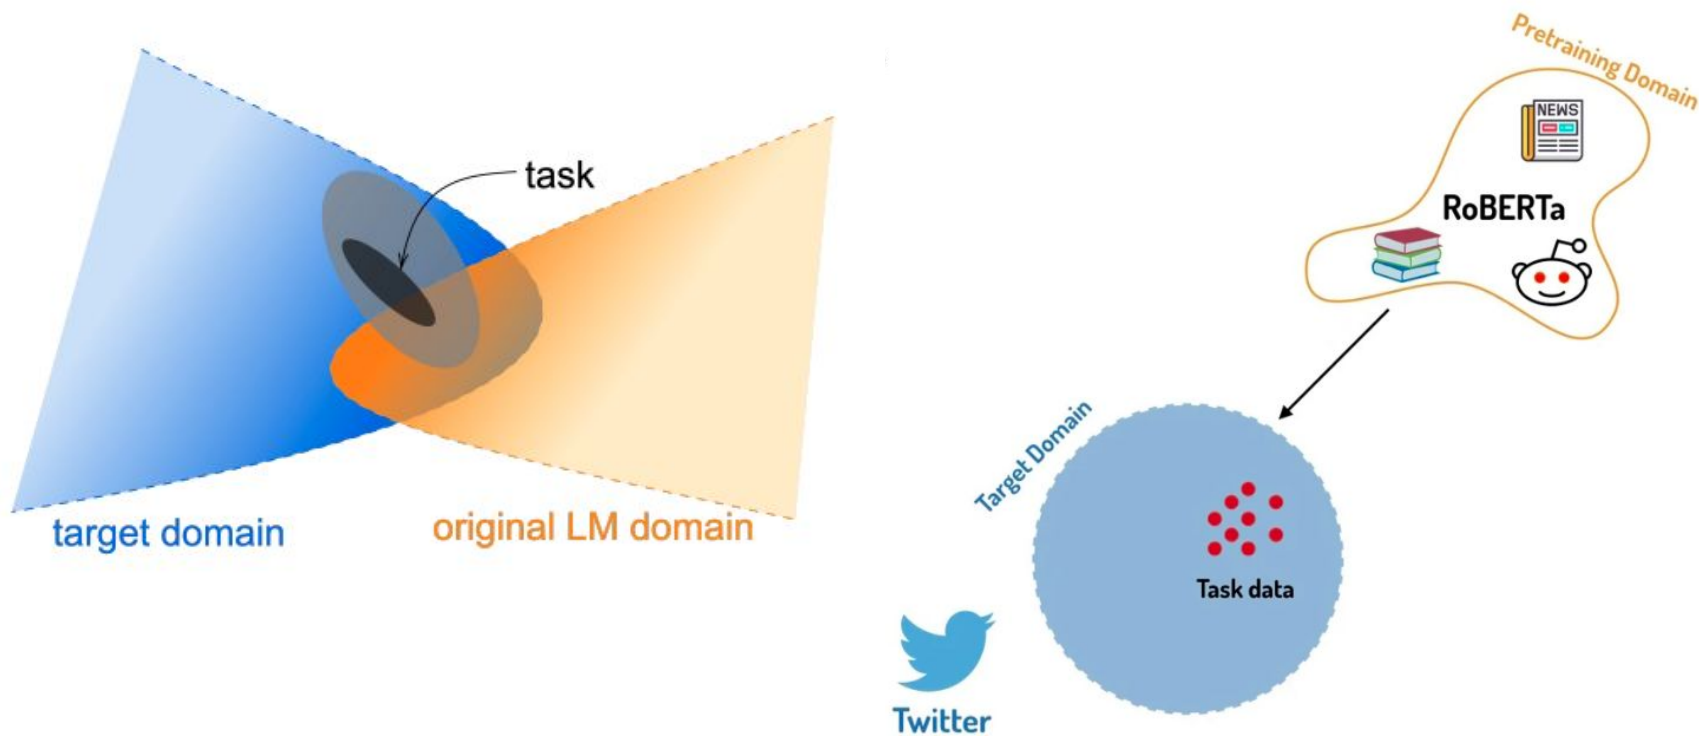 task
target domain
original LM domain
Pretraining Domain
NEWS
RoBERTa
Target Domain
Task data
Twitter